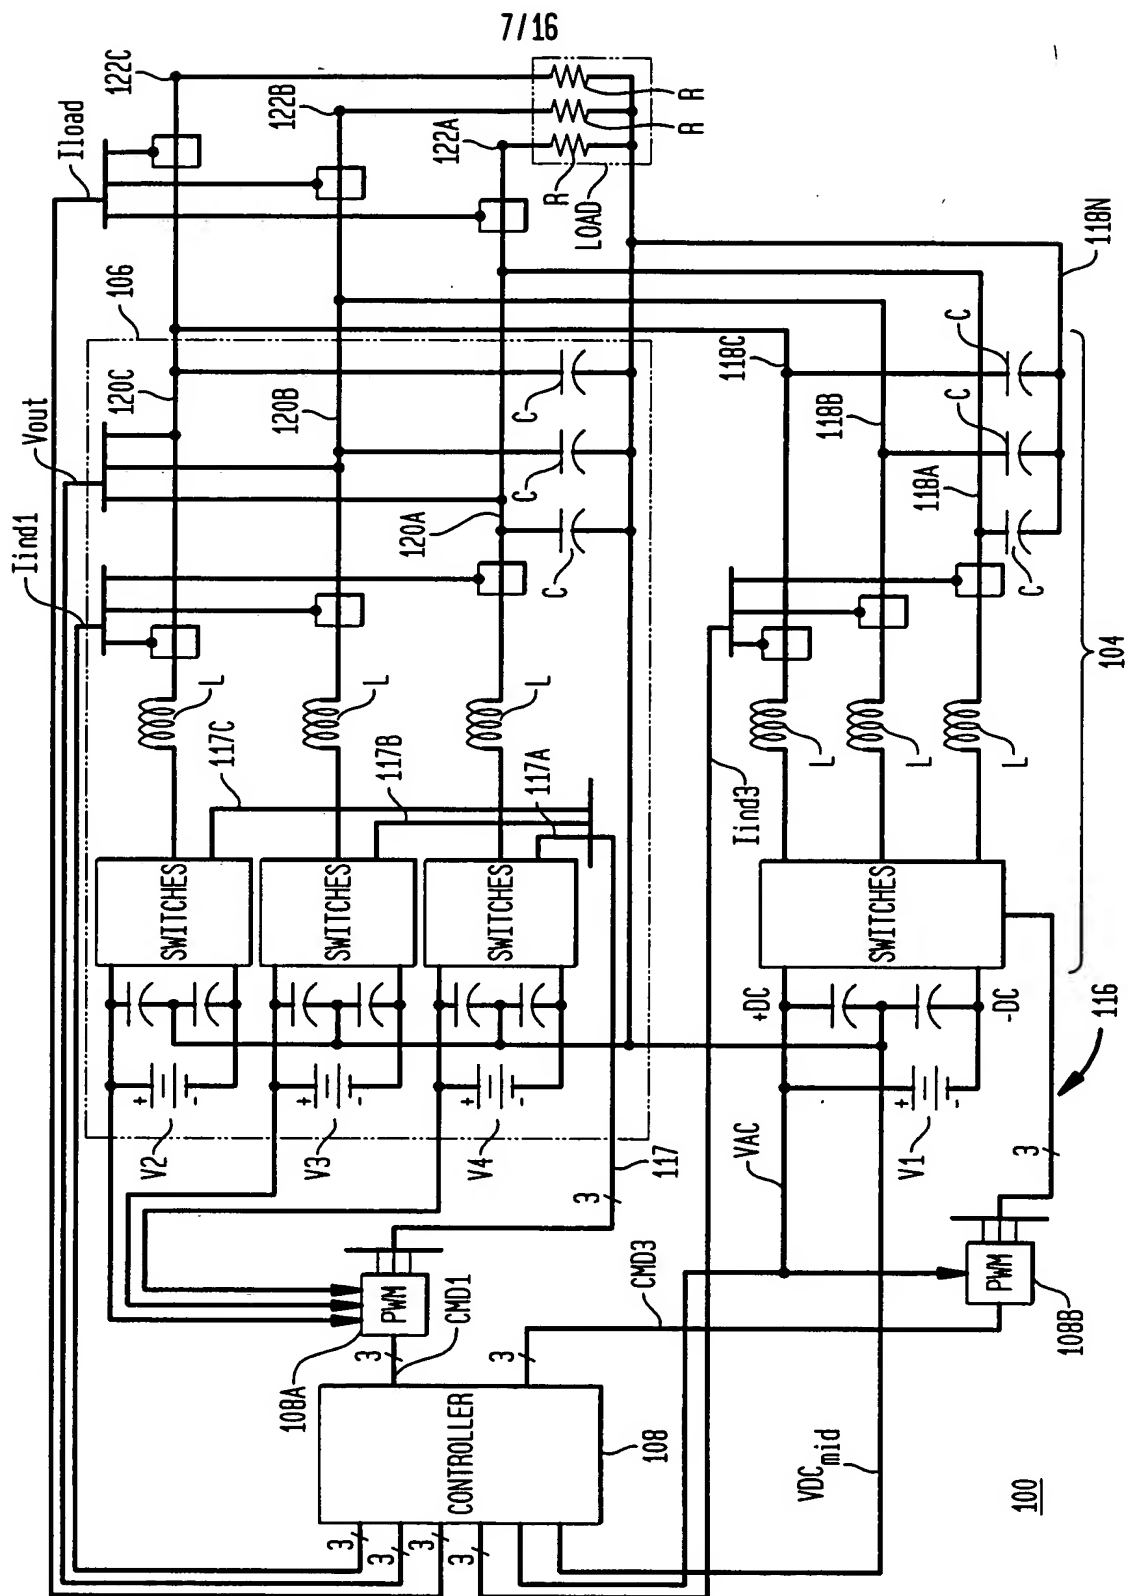 7/16
122C
122B
122A
Iload
R
R
R
LOAD
118N
106
120C
120B
120A
Vout
Iind1
C
C
C
118C
118B
118A
C
C
C
104
L
L
L
117C
117B
117A
L
L
L
Iind3
SWITCHES
SWITCHES
SWITCHES
SWITCHES
+DC
-DC
116
+
-
+
-
+
-
+
-
V2
V3
V4
V1
VAC
117
3
3
PWM
108A
CMD1
3
CMD3
3
PWM
108B
CONTROLLER
108
VDCmid
3
3
3
3
100